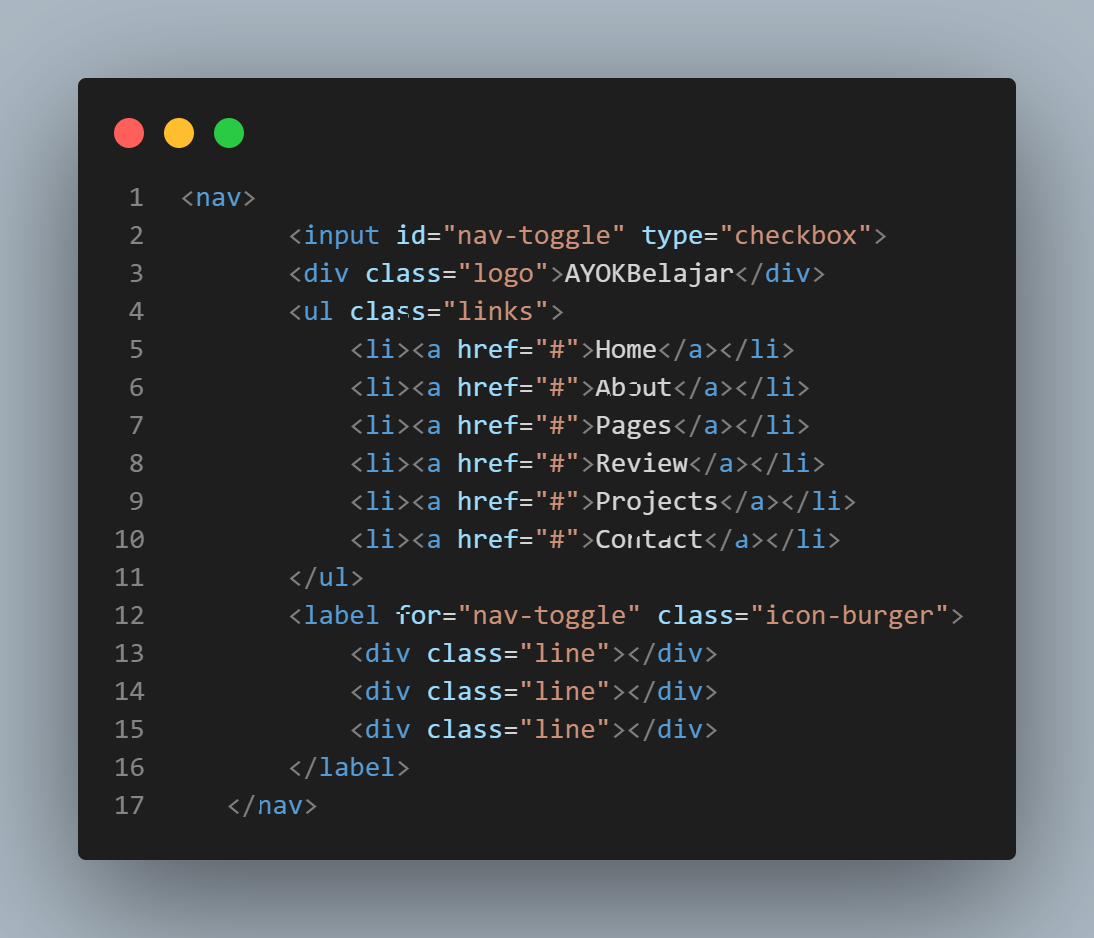 1 <nav>
2         <input id="nav-toggle" type="checkbox">
3         <div class="logo">AYOKBelajar</div>
4         <ul class="links">
5             <li><a href="#">Home</a></li>
6             <li><a href="#">About</a></li>
7             <li><a href="#">Pages</a></li>
8             <li><a href="#">Review</a></li>
9             <li><a href="#">Projects</a></li>
10             <li><a href="#">Contact</a></li>
11         </ul>
12         <label for="nav-toggle" class="icon-burger">
13             <div class="line"></div>
14             <div class="line"></div>
15             <div class="line"></div>
16         </label>
17     </nav>